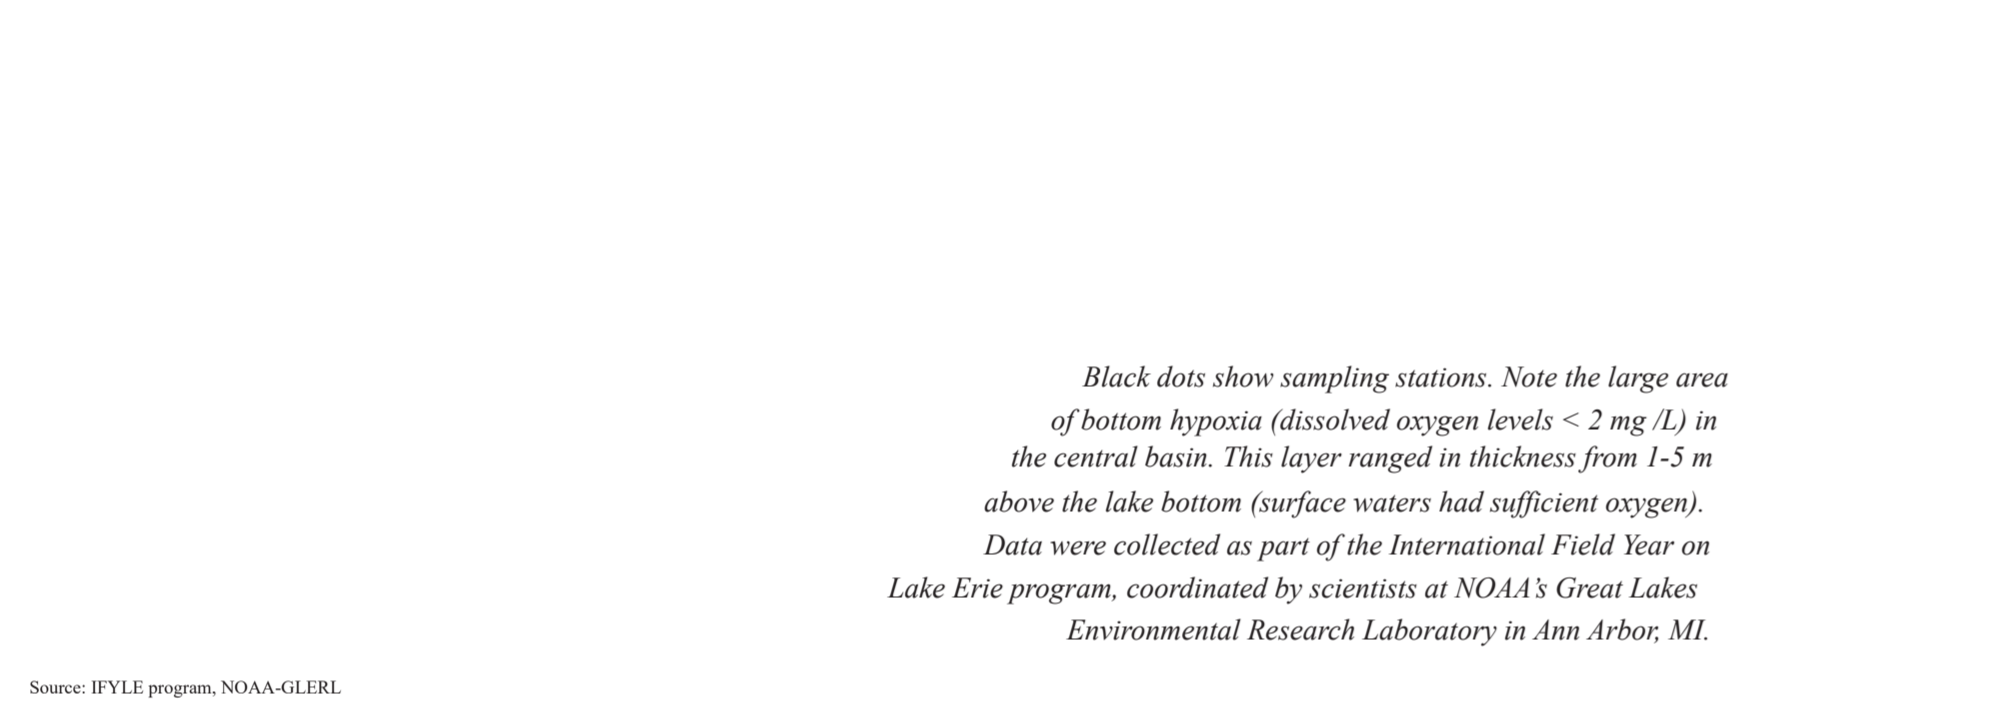 Black dots show sampling stations. Note the large area
of bottom hypoxia (dissolved oxygen levels < 2 mg /L) in
the central basin. This layer ranged in thickness from 1-5 m
above the lake bottom (surface waters had sufficient oxygen).
Data were collected as part of the International Field Year on
Lake Erie program, coordinated by scientists at NOAA’s Great Lakes
Environmental Research Laboratory in Ann Arbor, MI.
Source: IFYLE program, NOAA-GLERL